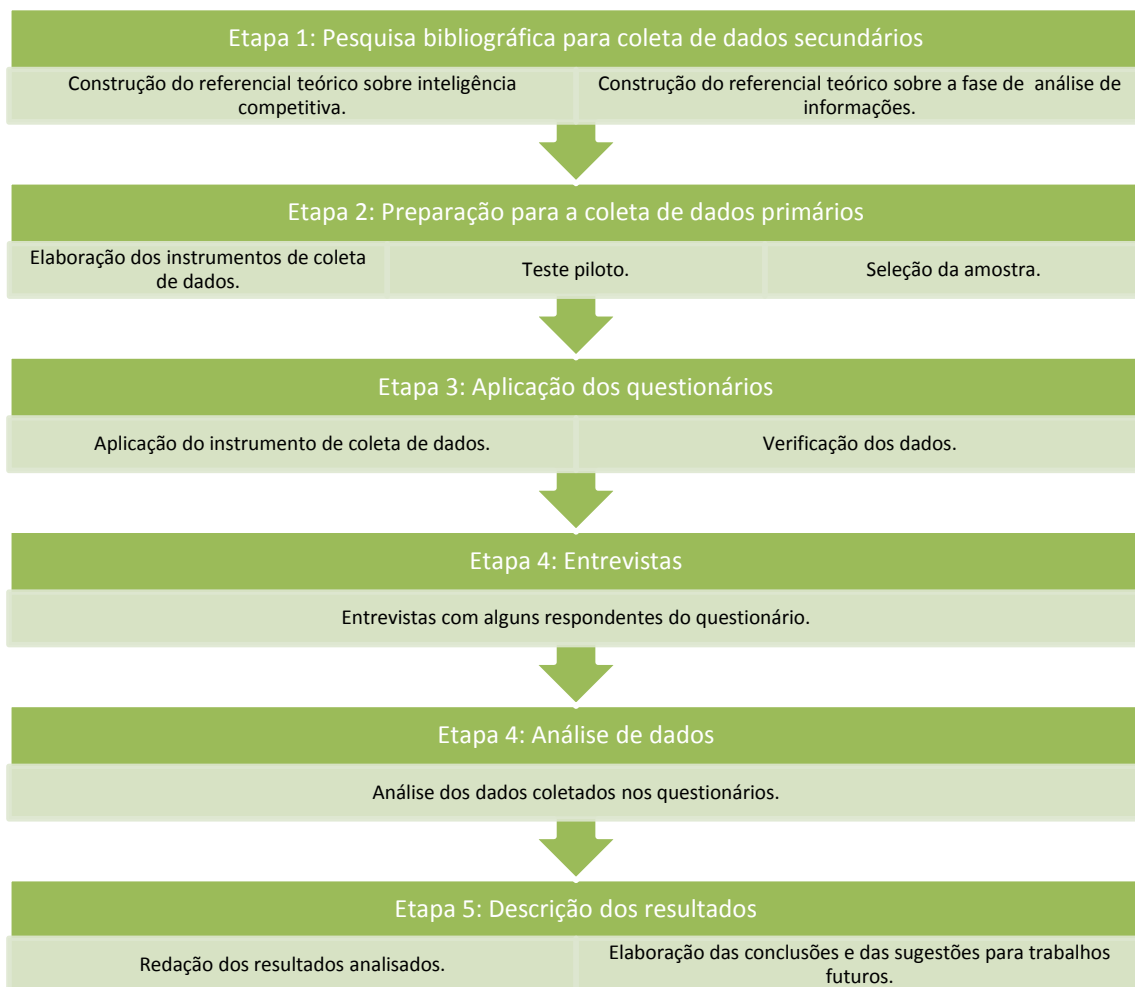 Etapa 1: Pesquisa bibliográfica para coleta de dados secundários
Construção do referencial teórico sobre inteligência
competitiva.
Construção do referencial teórico sobre a fase de análise de
informações.
Etapa 2: Preparação para a coleta de dados primários
Elaboração dos instrumentos de coleta
de dados.
Teste piloto.
Seleção da amostra.
Etapa 3: Aplicação dos questionários
Aplicação do instrumento de coleta de dados.
Verificação dos dados.
Etapa 4: Entrevistas
Entrevistas com alguns respondentes do questionário.
Etapa 4: Análise de dados
Análise dos dados coletados nos questionários.
Etapa 5: Descrição dos resultados
Redação dos resultados analisados.
Elaboração das conclusões e das sugestões para trabalhos
futuros.